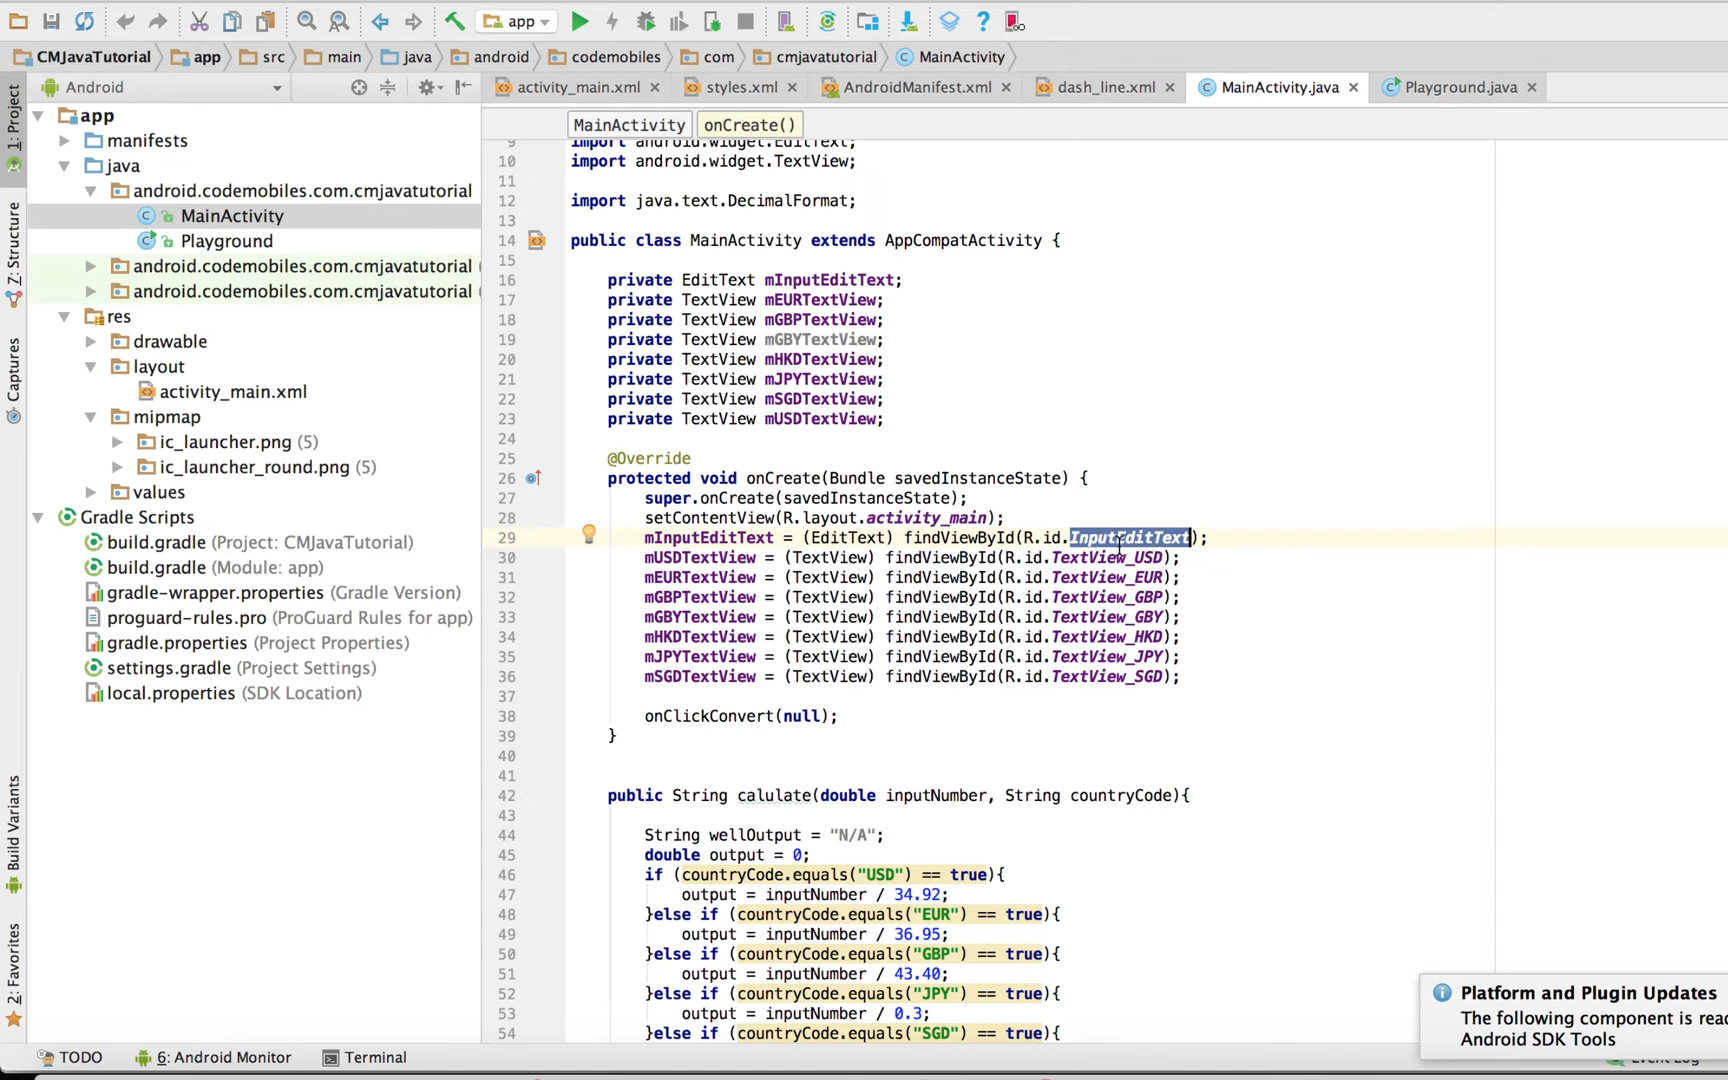 app
CMJavaTutorial app src main java android codemobiles com cmjavatutorial MainActivity
Android
activity_main.xml styles.xml AndroidManifest.xml dash_line.xml MainActivity.java Playground.java
MainActivity onCreate()
1: Project
Z: Structure
Captures
Build Variants
2: Favorites
app
manifests
java
android.codemobiles.com.cmjavatutorial
MainActivity
Playground
android.codemobiles.com.cmjavatutorial (
android.codemobiles.com.cmjavatutorial (
res
drawable
layout
activity_main.xml
mipmap
ic_launcher.png (5)
ic_launcher_round.png (5)
values
Gradle Scripts
build.gradle (Project: CMJavaTutorial)
build.gradle (Module: app)
gradle-wrapper.properties (Gradle Version)
proguard-rules.pro (ProGuard Rules for app)
gradle.properties (Project Properties)
settings.gradle (Project Settings)
local.properties (SDK Location)
9 import android.widget.EditText;
10 import android.widget.TextView;
11
12 import java.text.DecimalFormat;
13
14 public class MainActivity extends AppCompatActivity {
15
16 private EditText mInputEditText;
17 private TextView mEURTextView;
18 private TextView mGBPTextView;
19 private TextView mGBYTextView;
20 private TextView mHKDTextView;
21 private TextView mJPYTextView;
22 private TextView mSGDTextView;
23 private TextView mUSDTextView;
24
25 @Override
26 protected void onCreate(Bundle savedInstanceState) {
27 super.onCreate(savedInstanceState);
28 setContentView(R.layout.activity_main);
29 mInputEditText = (EditText) findViewById(R.id.InputEditText);
30 mUSDTextView = (TextView) findViewById(R.id.TextView_USD);
31 mEURTextView = (TextView) findViewById(R.id.TextView_EUR);
32 mGBPTextView = (TextView) findViewById(R.id.TextView_GBP);
33 mGBYTextView = (TextView) findViewById(R.id.TextView_GBY);
34 mHKDTextView = (TextView) findViewById(R.id.TextView_HKD);
35 mJPYTextView = (TextView) findViewById(R.id.TextView_JPY);
36 mSGDTextView = (TextView) findViewById(R.id.TextView_SGD);
37
38 onClickConvert(null);
39 }
40
41
42 public String calulate(double inputNumber, String countryCode){
43
44 String wellOutput = "N/A";
45 double output = 0;
46 if (countryCode.equals("USD") == true){
47 output = inputNumber / 34.92;
48 }else if (countryCode.equals("EUR") == true){
49 output = inputNumber / 36.95;
50 }else if (countryCode.equals("GBP") == true){
51 output = inputNumber / 43.40;
52 }else if (countryCode.equals("JPY") == true){
53 output = inputNumber / 0.3;
54 }else if (countryCode.equals("SGD") == true){
Platform and Plugin Updates
The following component is read
Android SDK Tools
TODO 6: Android Monitor Terminal Event Log